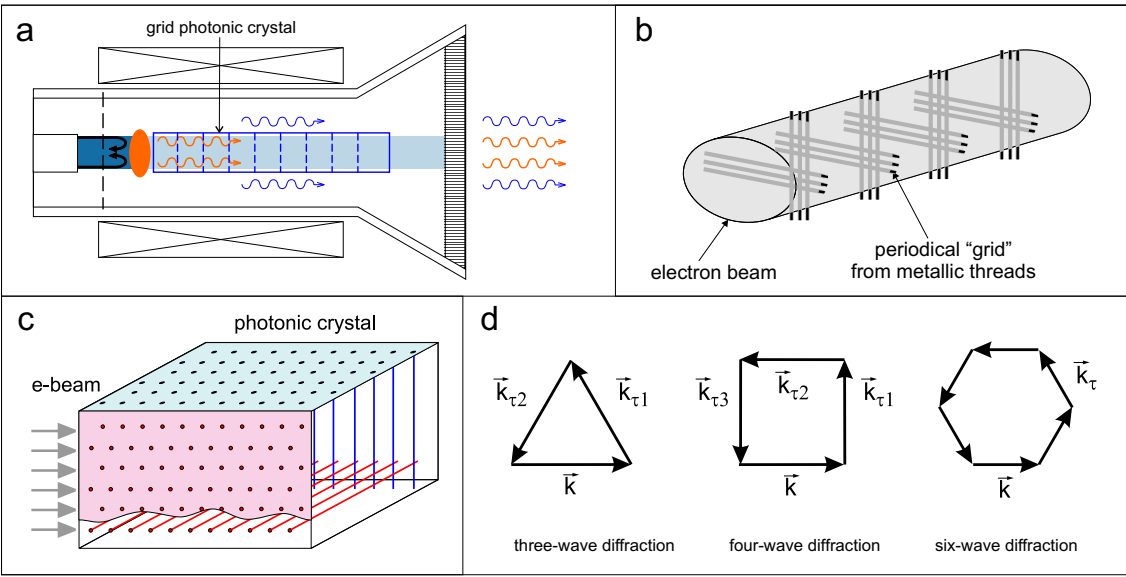 a
grid photonic crystal
b
electron beam
periodical “grid”
from metallic threads
c
photonic crystal
e-beam
d
k⃗τ2
k⃗τ1
k⃗
three-wave diffraction
k⃗τ3
k⃗τ2
k⃗τ1
k⃗
four-wave diffraction
k⃗τ
k⃗
six-wave diffraction